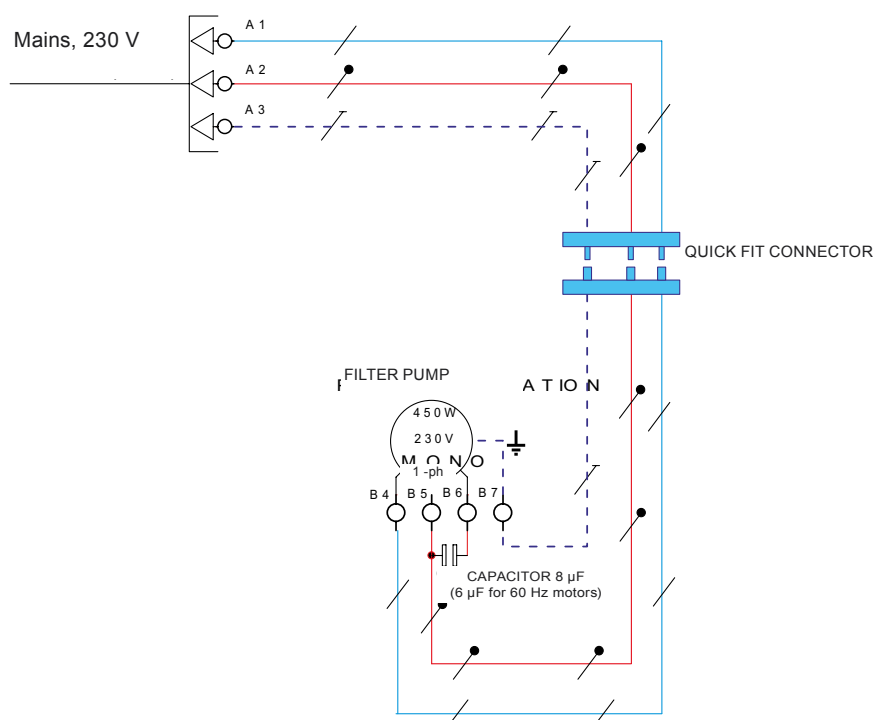 Mains, 230 V
A 1
A 2
A 3
QUICK FIT CONNECTOR
FILTER PUMP
A T IO N
4 5 0 W
2 3 0 V
M O N O
1 -ph
B 4
B 5
B 6
B 7
CAPACITOR 8 µF
(6 µF for 60 Hz motors)